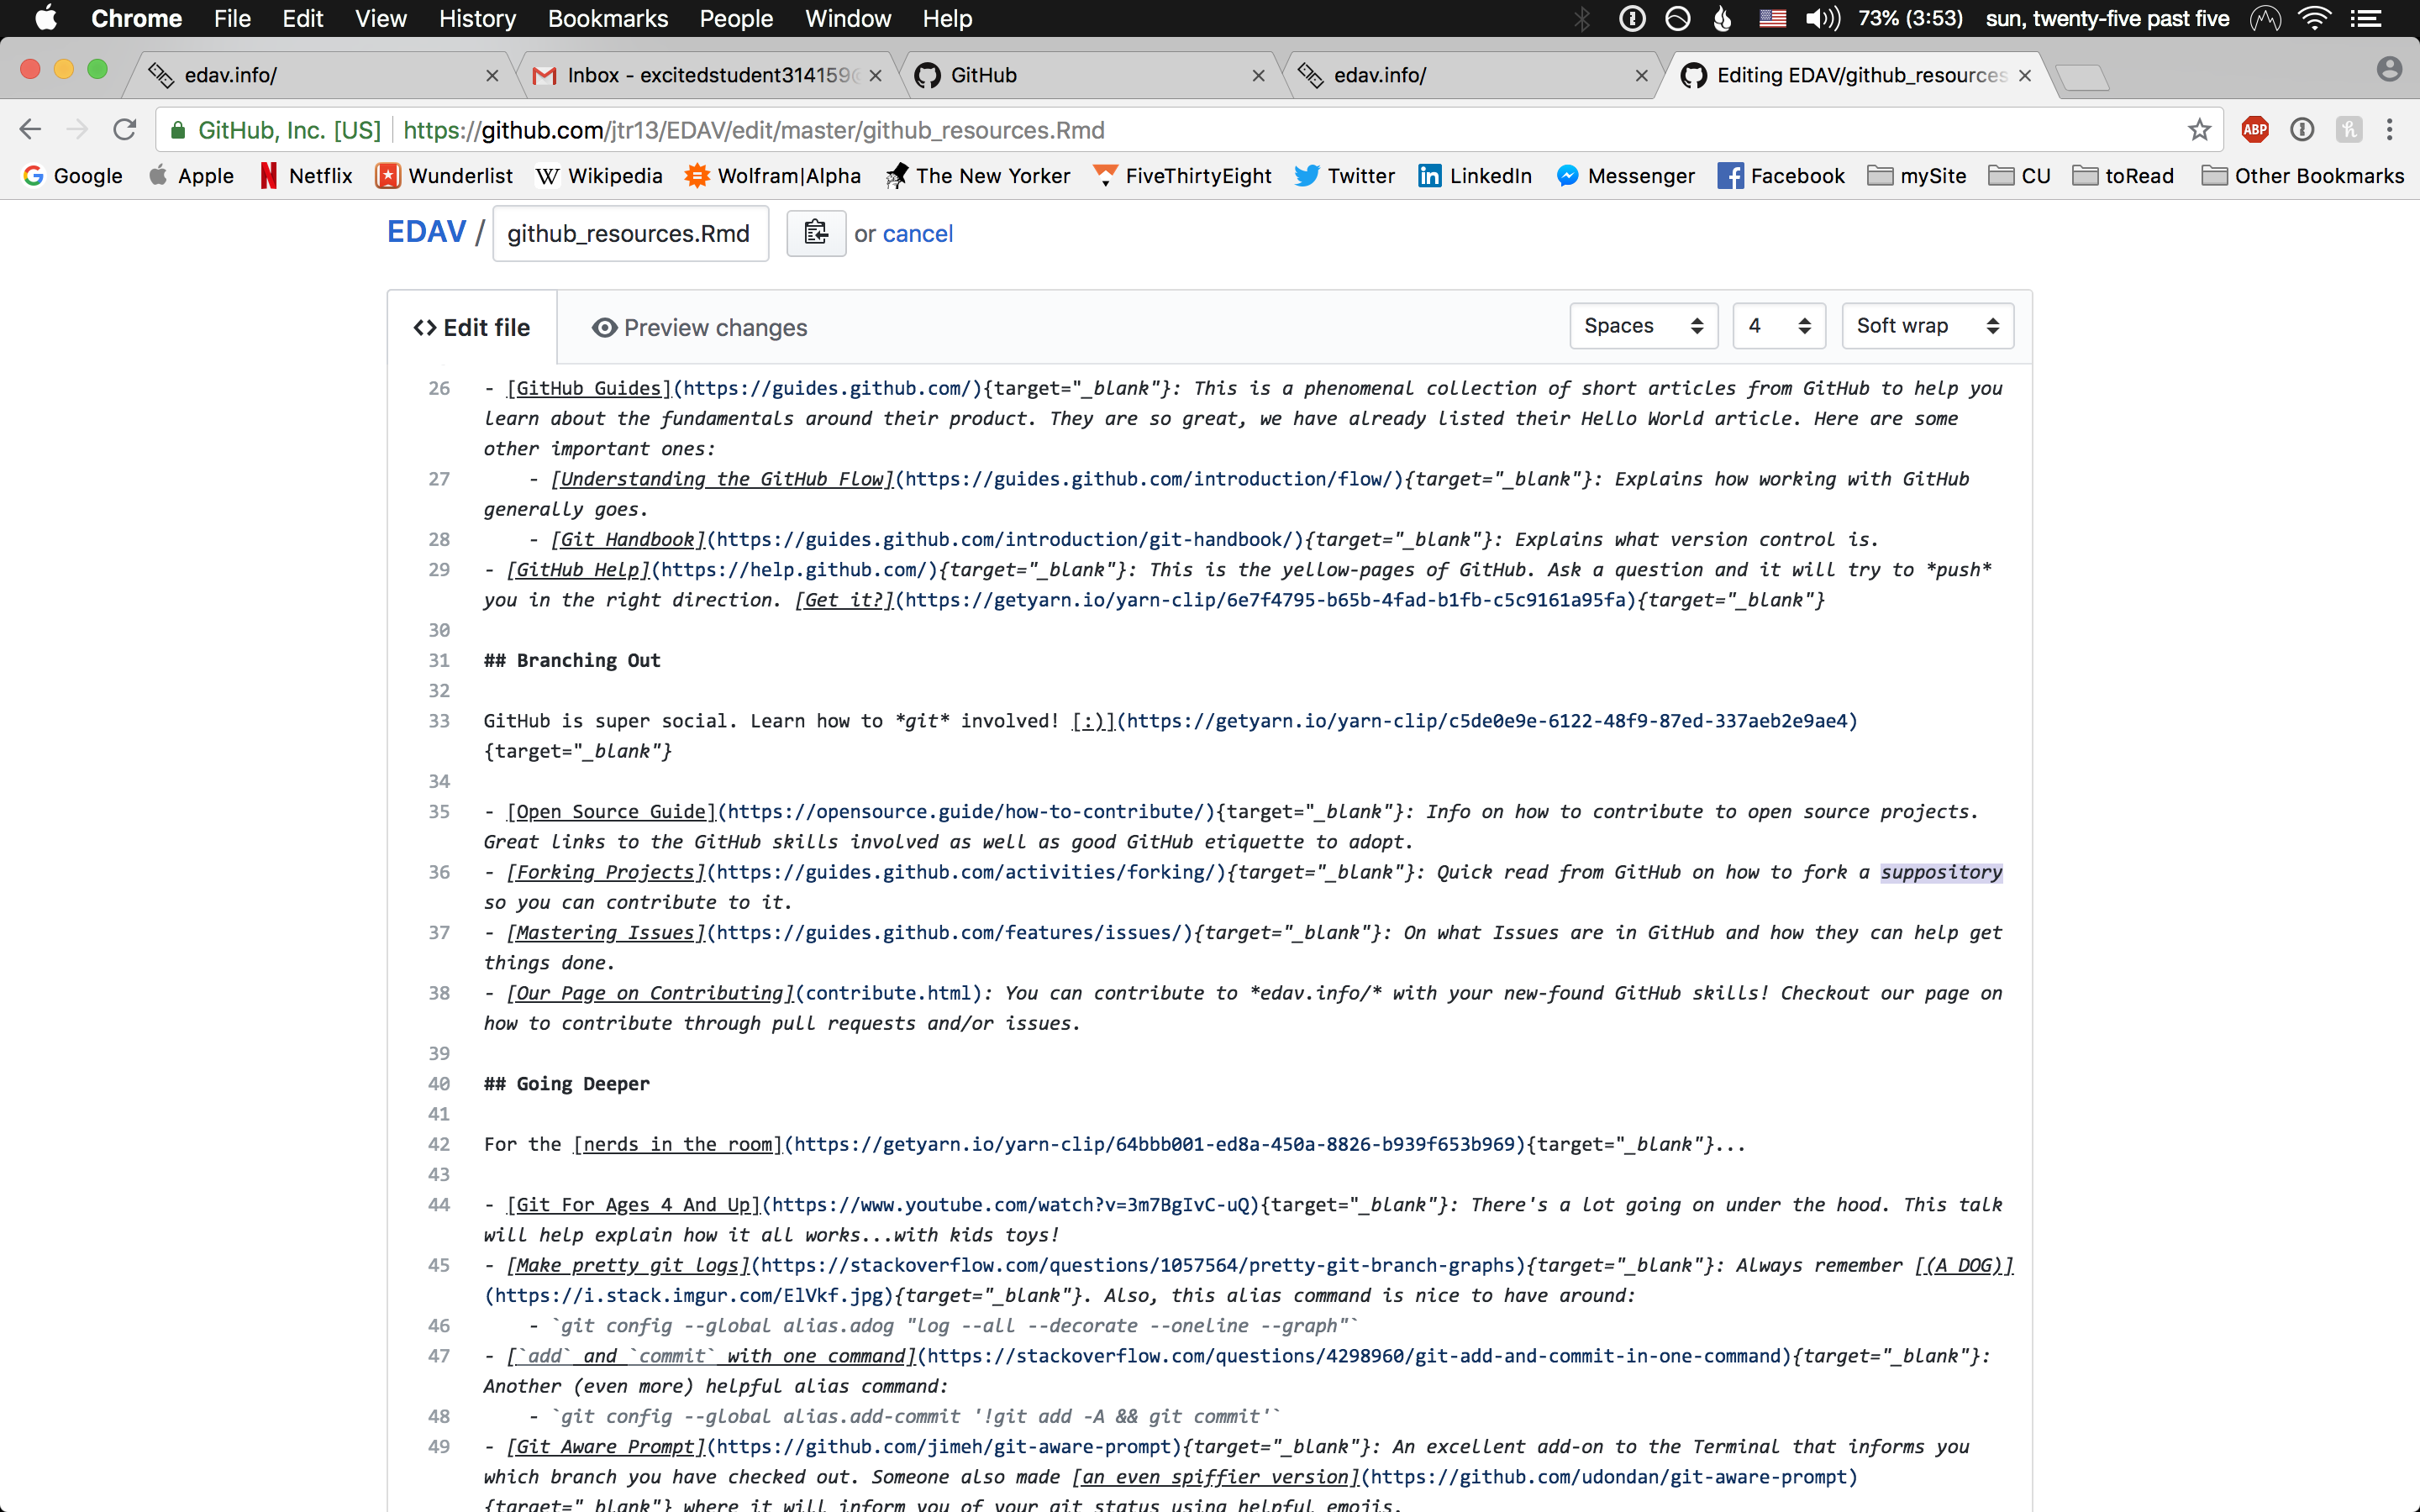 Chrome File Edit View History Bookmarks People Window Help 73% (3:53) sun, twenty-five past five
edav.info/ Inbox - excitedstudent314159@ GitHub edav.info/ Editing EDAV/github_resources
GitHub, Inc. [US] https://github.com/jtr13/EDAV/edit/master/github_resources.Rmd ABP
Google Apple Netflix Wunderlist Wikipedia Wolfram|Alpha The New Yorker FiveThirtyEight Twitter LinkedIn Messenger Facebook mySite CU toRead Other Bookmarks
EDAV / github_resources.Rmd or cancel
<> Edit file Preview changes Spaces 4 Soft wrap
26 - [GitHub Guides](https://guides.github.com/){target="_blank"}: This is a phenomenal collection of short articles from GitHub to help you
learn about the fundamentals around their product. They are so great, we have already listed their Hello World article. Here are some
other important ones:
27 - [Understanding the GitHub Flow](https://guides.github.com/introduction/flow/){target="_blank"}: Explains how working with GitHub
generally goes.
28 - [Git Handbook](https://guides.github.com/introduction/git-handbook/){target="_blank"}: Explains what version control is.
29 - [GitHub Help](https://help.github.com/){target="_blank"}: This is the yellow-pages of GitHub. Ask a question and it will try to *push*
you in the right direction. [Get it?](https://getyarn.io/yarn-clip/6e7f4795-b65b-4fad-b1fb-c5c9161a95fa){target="_blank"}
30
31 ## Branching Out
32
33 GitHub is super social. Learn how to *git* involved! [:)](https://getyarn.io/yarn-clip/c5de0e9e-6122-48f9-87ed-337aeb2e9ae4)
{target="_blank"}
34
35 - [Open Source Guide](https://opensource.guide/how-to-contribute/){target="_blank"}: Info on how to contribute to open source projects.
Great links to the GitHub skills involved as well as good GitHub etiquette to adopt.
36 - [Forking Projects](https://guides.github.com/activities/forking/){target="_blank"}: Quick read from GitHub on how to fork a suppository
so you can contribute to it.
37 - [Mastering Issues](https://guides.github.com/features/issues/){target="_blank"}: On what Issues are in GitHub and how they can help get
things done.
38 - [Our Page on Contributing](contribute.html): You can contribute to *edav.info/* with your new-found GitHub skills! Checkout our page on
how to contribute through pull requests and/or issues.
39
40 ## Going Deeper
41
42 For the [nerds in the room](https://getyarn.io/yarn-clip/64bbb001-ed8a-450a-8826-b939f653b969){target="_blank"}...
43
44 - [Git For Ages 4 And Up](https://www.youtube.com/watch?v=3m7BgIvC-uQ){target="_blank"}: There's a lot going on under the hood. This talk
will help explain how it all works...with kids toys!
45 - [Make pretty git logs](https://stackoverflow.com/questions/1057564/pretty-git-branch-graphs){target="_blank"}: Always remember [(A DOG)]
(https://i.stack.imgur.com/ElVkf.jpg){target="_blank"}. Also, this alias command is nice to have around:
46 - `git config --global alias.adog "log --all --decorate --oneline --graph"`
47 - [`add` and `commit` with one command](https://stackoverflow.com/questions/4298960/git-add-and-commit-in-one-command){target="_blank"}:
Another (even more) helpful alias command:
48 - `git config --global alias.add-commit '!git add -A && git commit'`
49 - [Git Aware Prompt](https://github.com/jimeh/git-aware-prompt){target="_blank"}: An excellent add-on to the Terminal that informs you
which branch you have checked out. Someone also made [an even spiffier version](https://github.com/udondan/git-aware-prompt)
{target="_blank"} where it will inform you of your git status using helpful emojis.